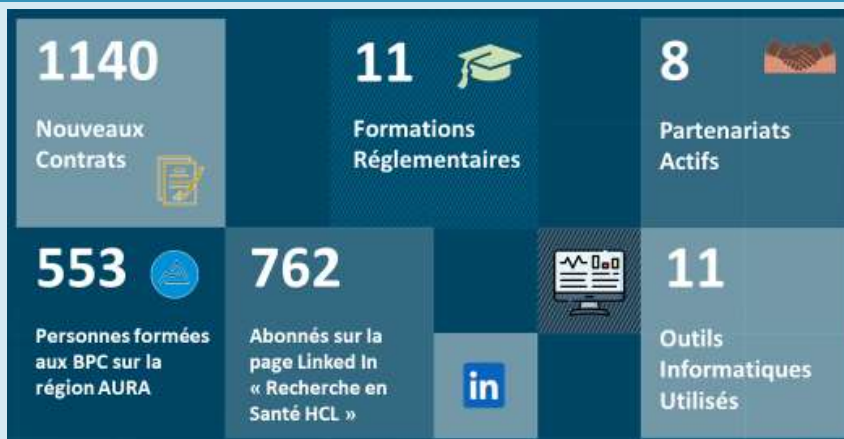 1140
Nouveaux
Contrats
11
Formations
Réglementaires
8
Partenariats
Actifs
553
Personnes formées
aux BPC sur la
région AURA
762
Abonnés sur la
page Linked In
« Recherche en
Santé HCL »
in
11
Outils
Informatiques
Utilisés